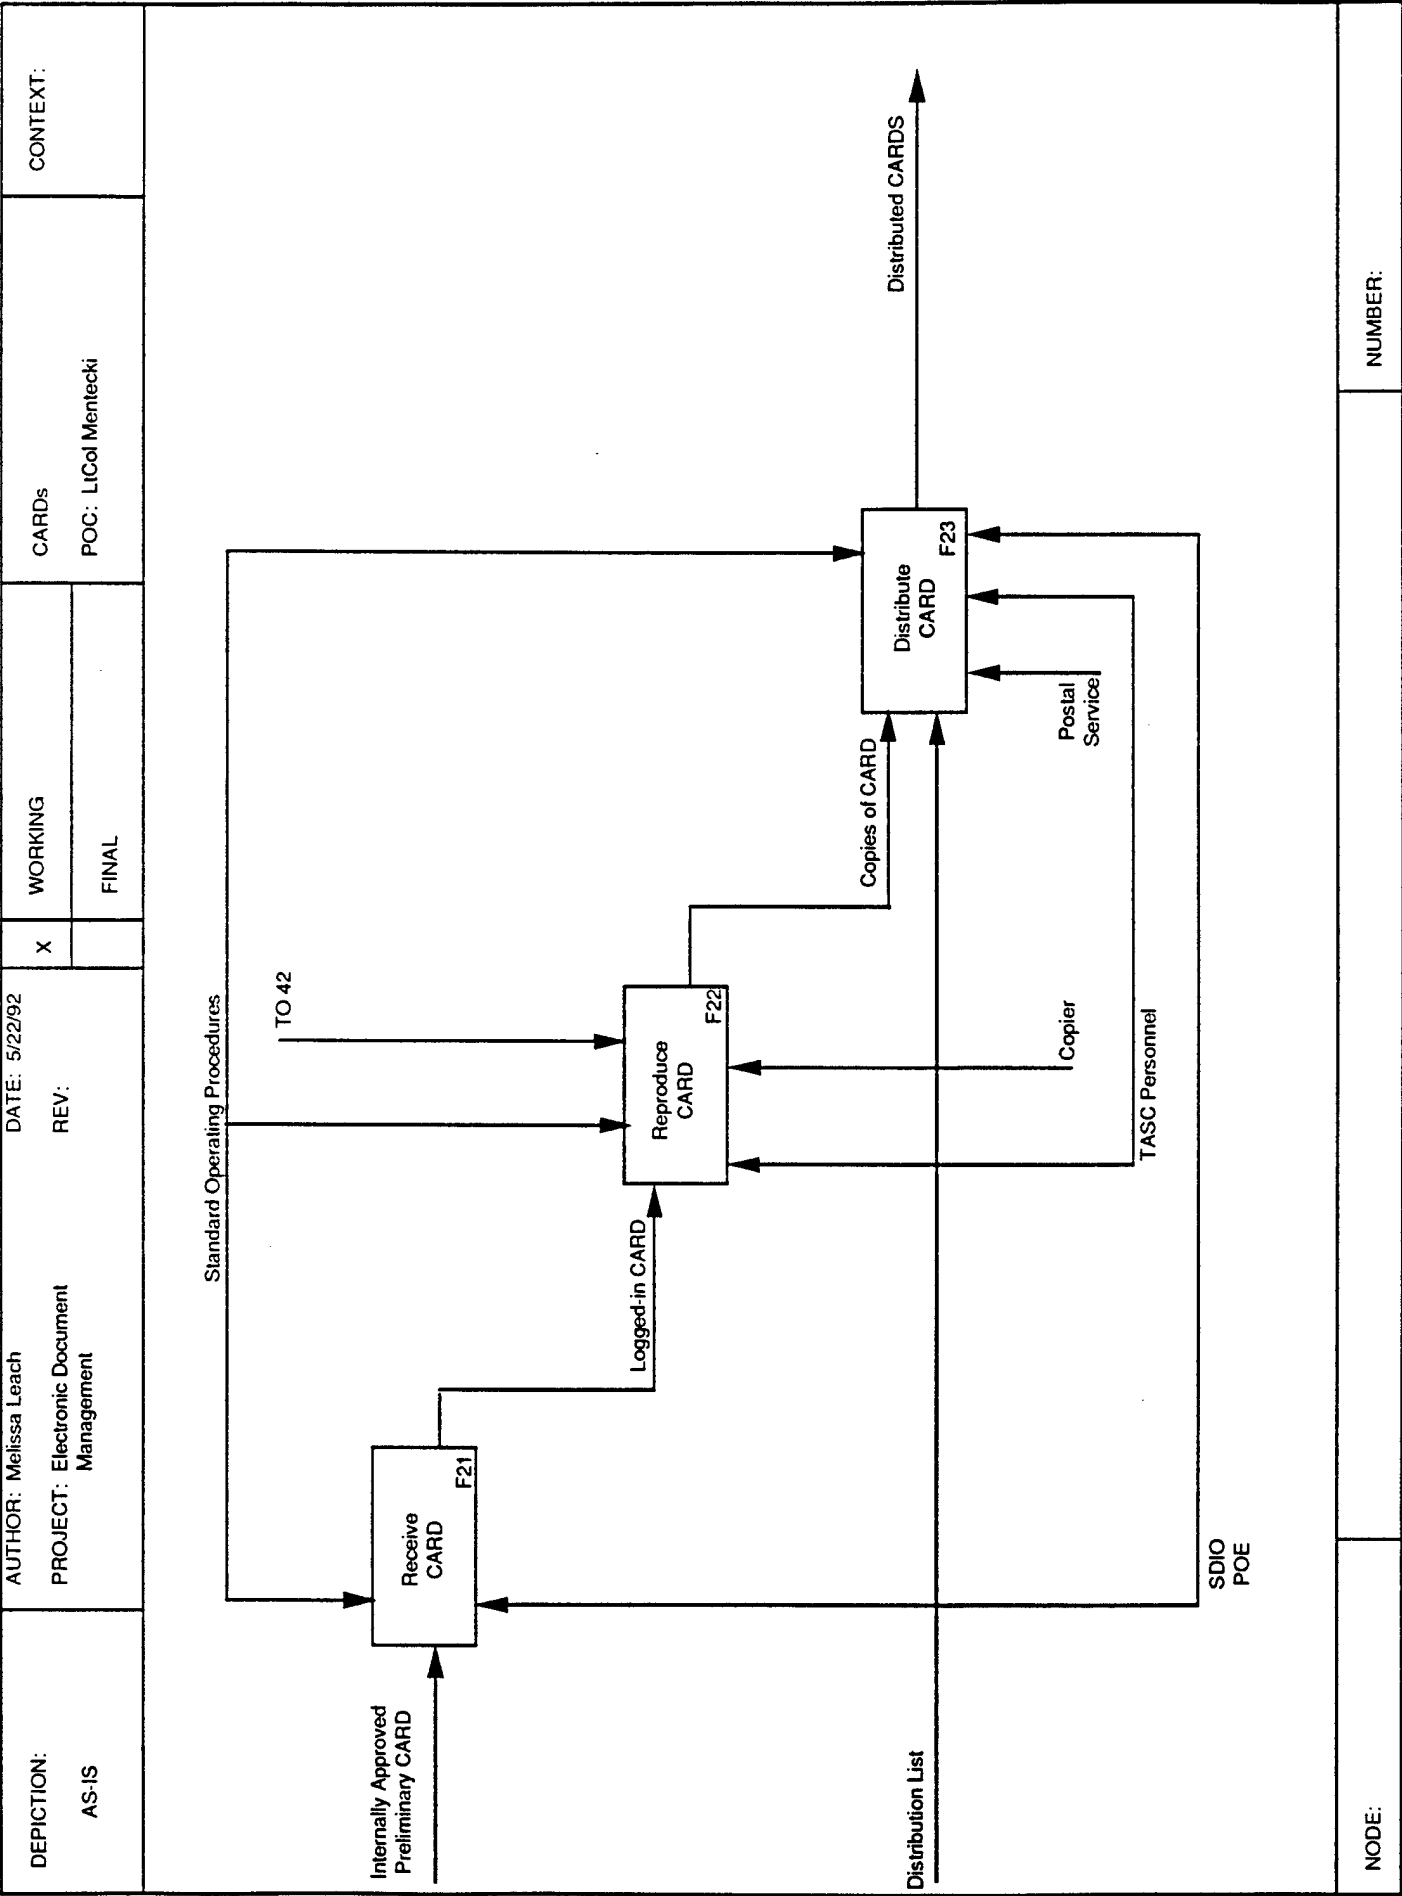 DEPICTION:
AS-IS
AUTHOR: Melissa Leach
PROJECT: Electronic Document
Management
DATE: 5/22/92
REV:
X
WORKING
FINAL
CARDs
POC: LtCol Mentecki
CONTEXT:
Standard Operating Procedures
TO 42
Internally Approved
Preliminary CARD
Receive
CARD
F21
Logged-in CARD
Reproduce
CARD
F22
Copies of CARD
Distribute
CARD
F23
Distributed CARDS
Distribution List
Postal
Service
Copier
TASC Personnel
SDIO
POE
NODE:
NUMBER: